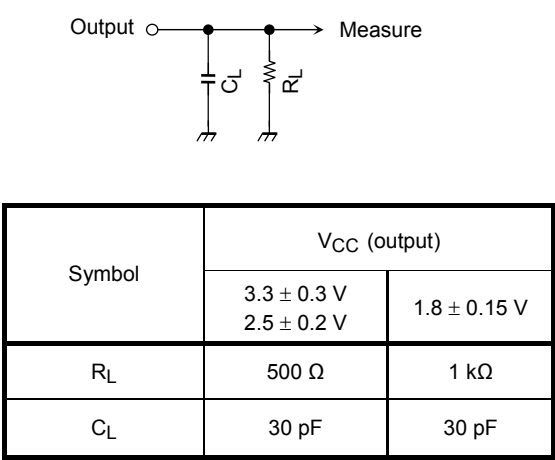 Output
Measure
CL
RL
Symbol
VCC (output)
3.3 ± 0.3 V
2.5 ± 0.2 V
1.8 ± 0.15 V
RL
500 Ω
1 kΩ
CL
30 pF
30 pF